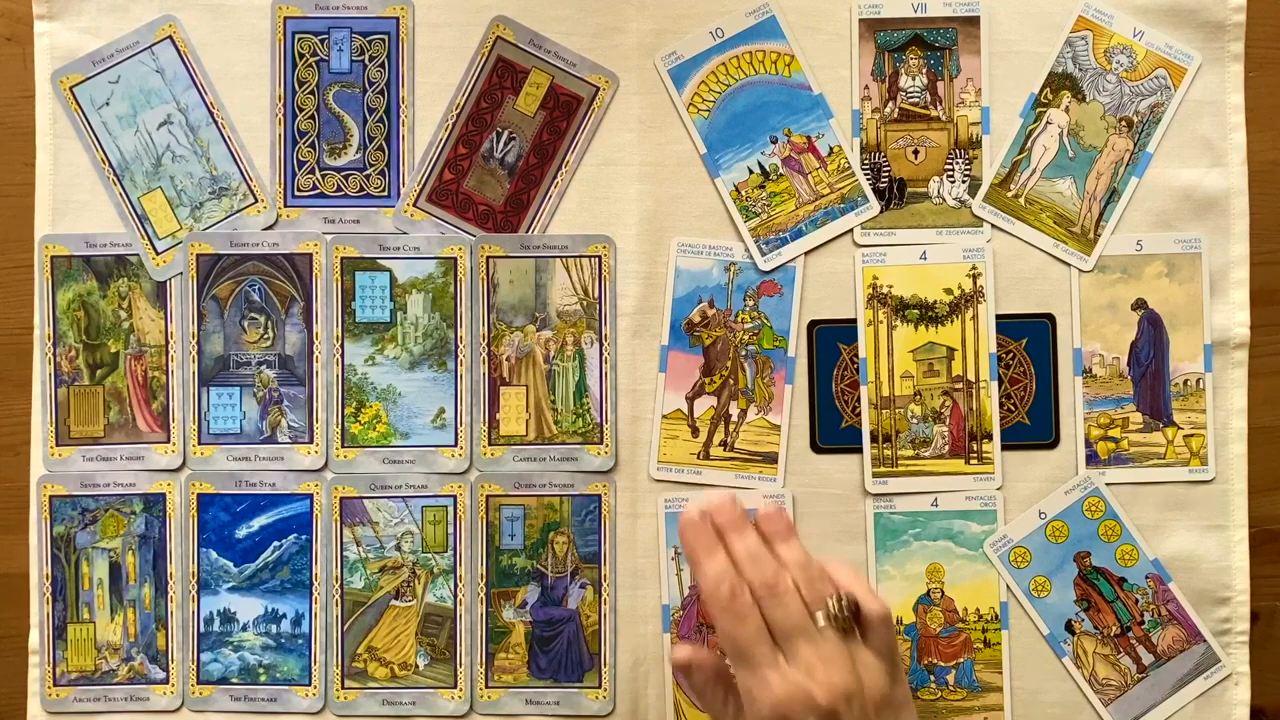 FIVE OF SHIELDS
PAGE OF SWORDS
THE ADDER
PAGE OF SHIELDS
TEN OF SPEARS
THE GREEN KNIGHT
EIGHT OF CUPS
CHAPEL PERILOUS
TEN OF CUPS
CORBENIC
SIX OF SHIELDS
CASTLE OF MAIDENS
SEVEN OF SPEARS
ARCH OF TWELVE KINGS
17 THE STAR
THE FIREDRAKE
QUEEN OF SPEARS
DINDRANE
QUEEN OF SWORDS
MORGAUSE
COPPE
COUPES
10
CHALICES
COPAS
KELCHE
BEKERS
IL CARRO
LE CHAR
VII
THE CHARIOT
EL CARRO
DER WAGEN
DE ZEGEWAGEN
GLI AMANTI
LES AMANTS
VI
THE LOVERS
LOS ENAMORADOS
DIE LIEBENDEN
DE GELIEFDEN
CAVALLO DI BASTONI
CHEVALIER DE BATONS
RITTER DER STABE
STAVEN RIDDER
BASTONI
BATONS
4
WANDS
BASTOS
STABE
STAVEN
5
CHALICES
COPAS
BEKERS
BASTONI
BATONS
WANDS
DENARI
DENIERS
4
PENTACLES
OROS
DENARI
DENIERS
6
PENTACLES
OROS
MUNTEN